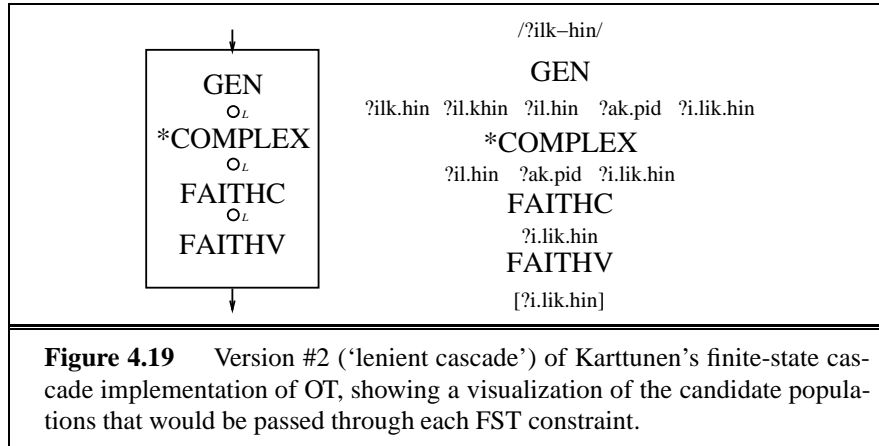 GEN
o L
*COMPLEX
o L
FAITHC
o L
FAITHV
/?ilk−hin/
GEN
?ilk.hin ?il.khin ?il.hin ?ak.pid ?i.lik.hin
*COMPLEX
?il.hin ?ak.pid ?i.lik.hin
FAITHC
?i.lik.hin
FAITHV
[?i.lik.hin]
Figure 4.19 Version #2 (‘lenient cascade’) of Karttunen’s finite-state cas-
cade implementation of OT, showing a visualization of the candidate popula-
tions that would be passed through each FST constraint.